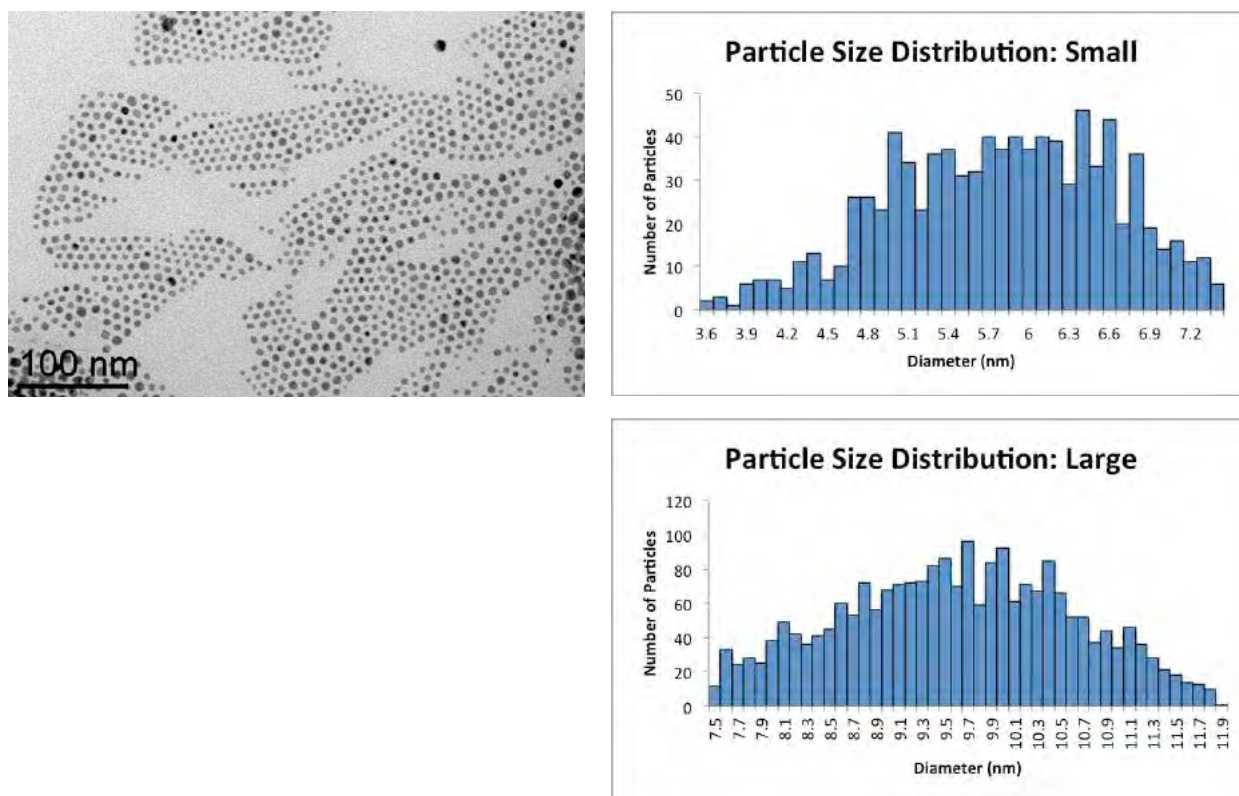 100 nm
Particle Size Distribution: Small
50
40
30
20
10
0
Number of Particles
3.6 3.9 4.2 4.5 4.8 5.1 5.4 5.7 6 6.3 6.6 6.9 7.2
Diameter (nm)
Particle Size Distribution: Large
120
100
80
60
40
20
0
Number of Particles
7.5 7.7 7.9 8.1 8.3 8.5 8.7 8.9 9.1 9.3 9.5 9.7 9.9 10.1 10.3 10.5 10.7 10.9 11.1 11.3 11.5 11.7 11.9
Diameter (nm)